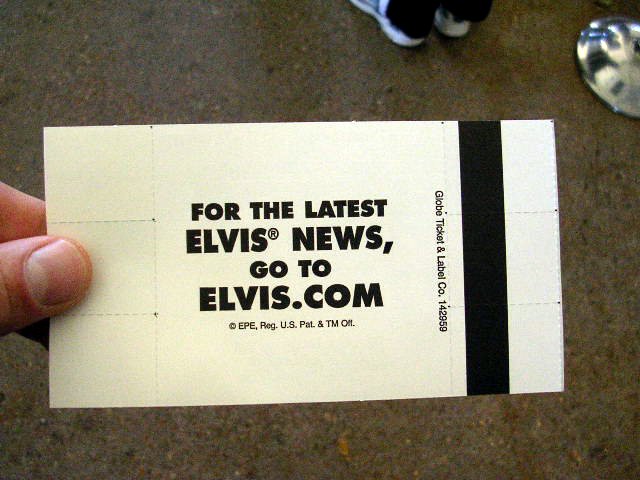 FOR THE LATEST
ELVIS® NEWS,
GO TO
ELVIS.COM
© EPE, Reg. U.S. Pat. & TM Off.
Globe Ticket & Label Co. 142959